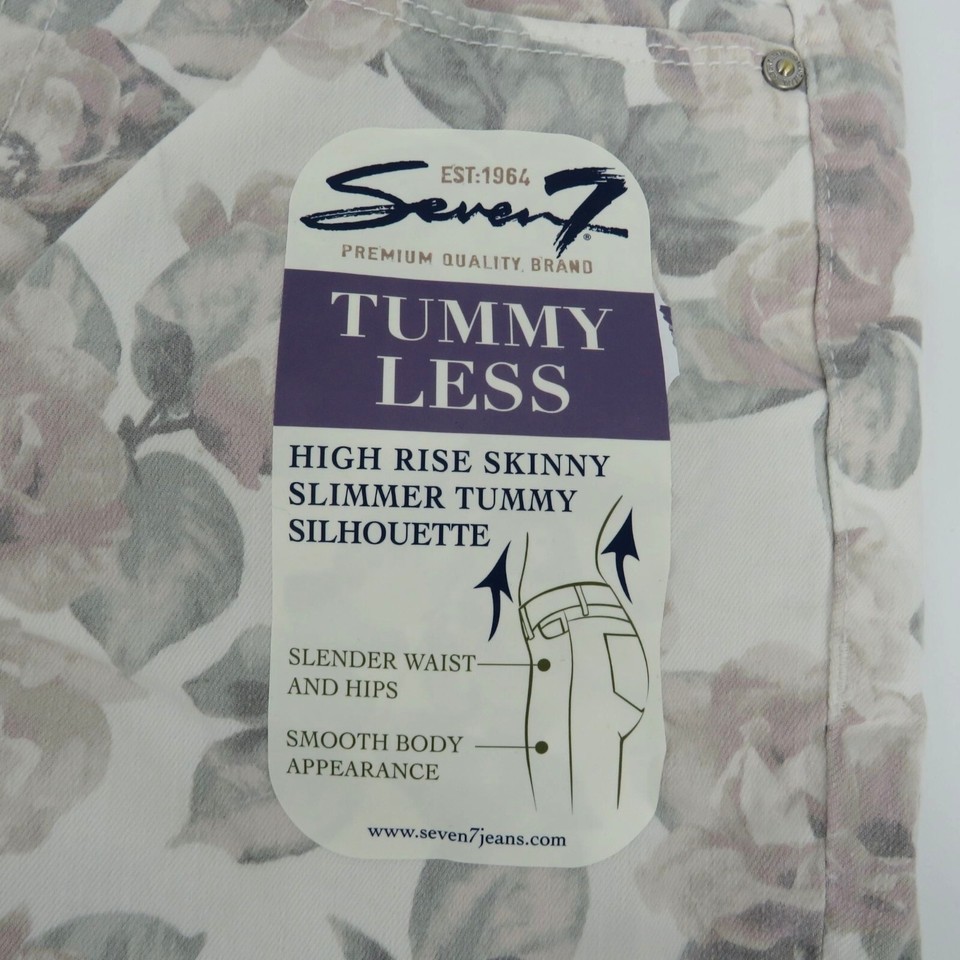 EST:1964
Seven7®
PREMIUM QUALITY BRAND
TUMMY
LESS
HIGH RISE SKINNY
SLIMMER TUMMY
SILHOUETTE
SLENDER WAIST
AND HIPS
SMOOTH BODY
APPEARANCE
www.seven7jeans.com